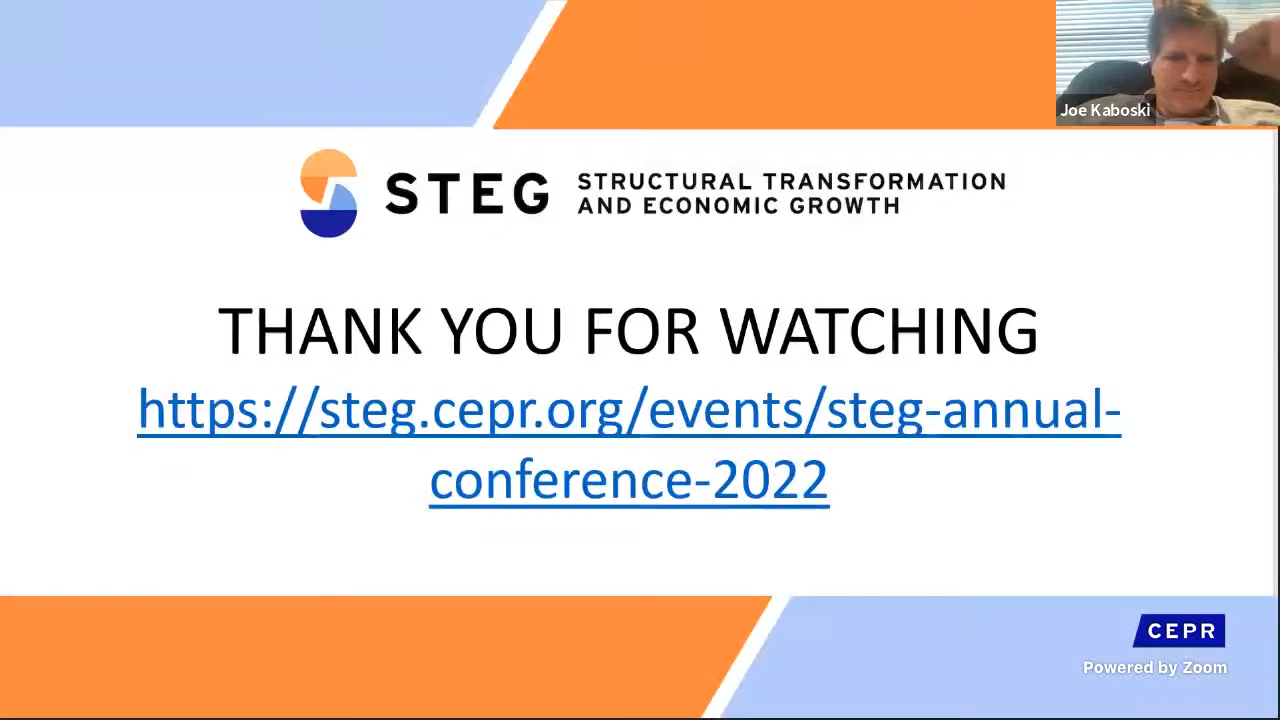 Joe Kaboski
STEG
STRUCTURAL TRANSFORMATION
AND ECONOMIC GROWTH
THANK YOU FOR WATCHING
https://steg.cepr.org/events/steg-annual-
conference-2022
CEPR
Powered by Zoom